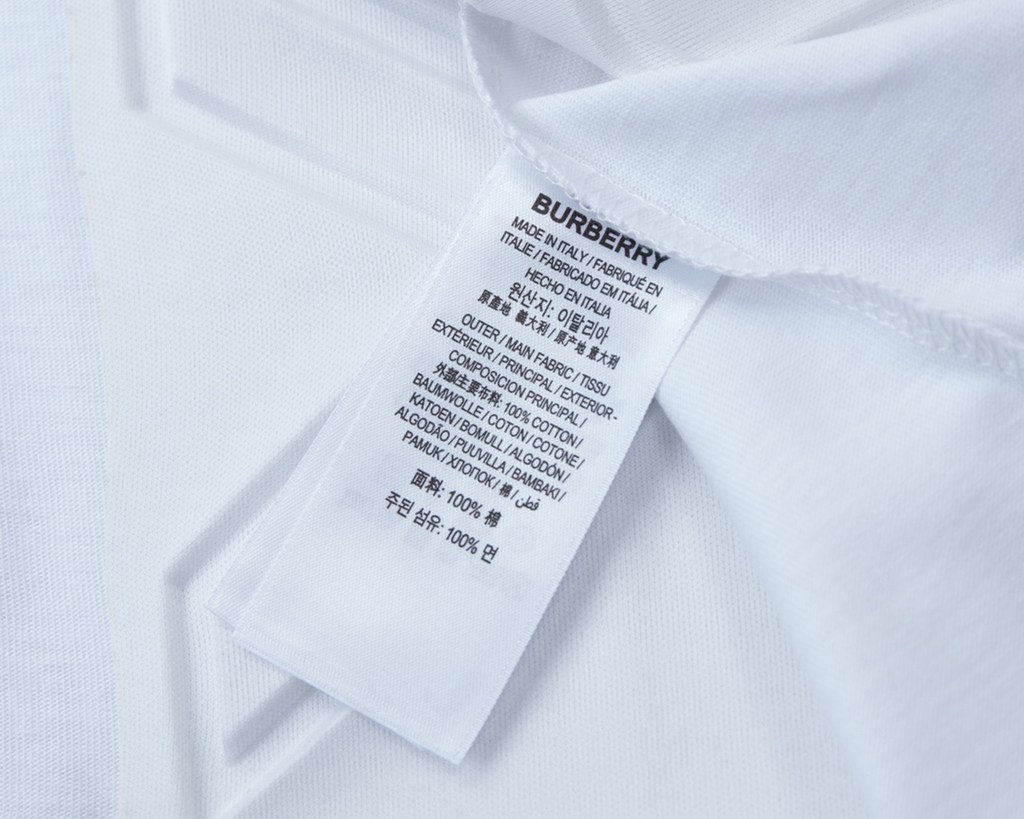 BURBERRY
MADE IN ITALY / FABRIQUÉ EN
ITALIE / FABRICADO EM ITÁLIA /
HECHO EN ITALIA
원산지: 이탈리아
原產地 義大利 / 原产地 意大利
OUTER / MAIN FABRIC / TISSU
EXTÉRIEUR / PRINCIPAL / EXTERIOR-
COMPOSICION PRINCIPAL /
外部主要布料: 100% COTTON /
BAUMWOLLE / COTON / COTONE /
KATOEN / BOMULL / ALGODÓN /
ALGODÃO / PUUVILLA / BAMBAKI /
PAMUK / ХЛОПОК / 棉 / قطن
面料: 100% 棉
주된 섬유: 100% 면